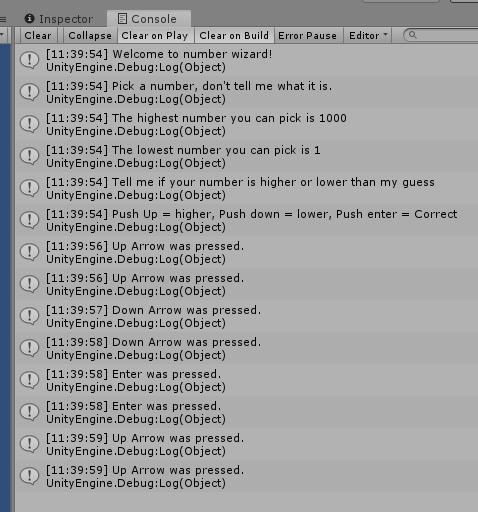 Inspector
Console
Clear
Collapse
Clear on Play
Clear on Build
Error Pause
Editor
[11:39:54] Welcome to number wizard!
UnityEngine.Debug:Log(Object)
[11:39:54] Pick a number, don't tell me what it is.
UnityEngine.Debug:Log(Object)
[11:39:54] The highest number you can pick is 1000
UnityEngine.Debug:Log(Object)
[11:39:54] The lowest number you can pick is 1
UnityEngine.Debug:Log(Object)
[11:39:54] Tell me if your number is higher or lower than my guess
UnityEngine.Debug:Log(Object)
[11:39:54] Push Up = higher, Push down = lower, Push enter = Correct
UnityEngine.Debug:Log(Object)
[11:39:56] Up Arrow was pressed.
UnityEngine.Debug:Log(Object)
[11:39:56] Up Arrow was pressed.
UnityEngine.Debug:Log(Object)
[11:39:57] Down Arrow was pressed.
UnityEngine.Debug:Log(Object)
[11:39:58] Down Arrow was pressed.
UnityEngine.Debug:Log(Object)
[11:39:58] Enter was pressed.
UnityEngine.Debug:Log(Object)
[11:39:58] Enter was pressed.
UnityEngine.Debug:Log(Object)
[11:39:59] Up Arrow was pressed.
UnityEngine.Debug:Log(Object)
[11:39:59] Up Arrow was pressed.
UnityEngine.Debug:Log(Object)